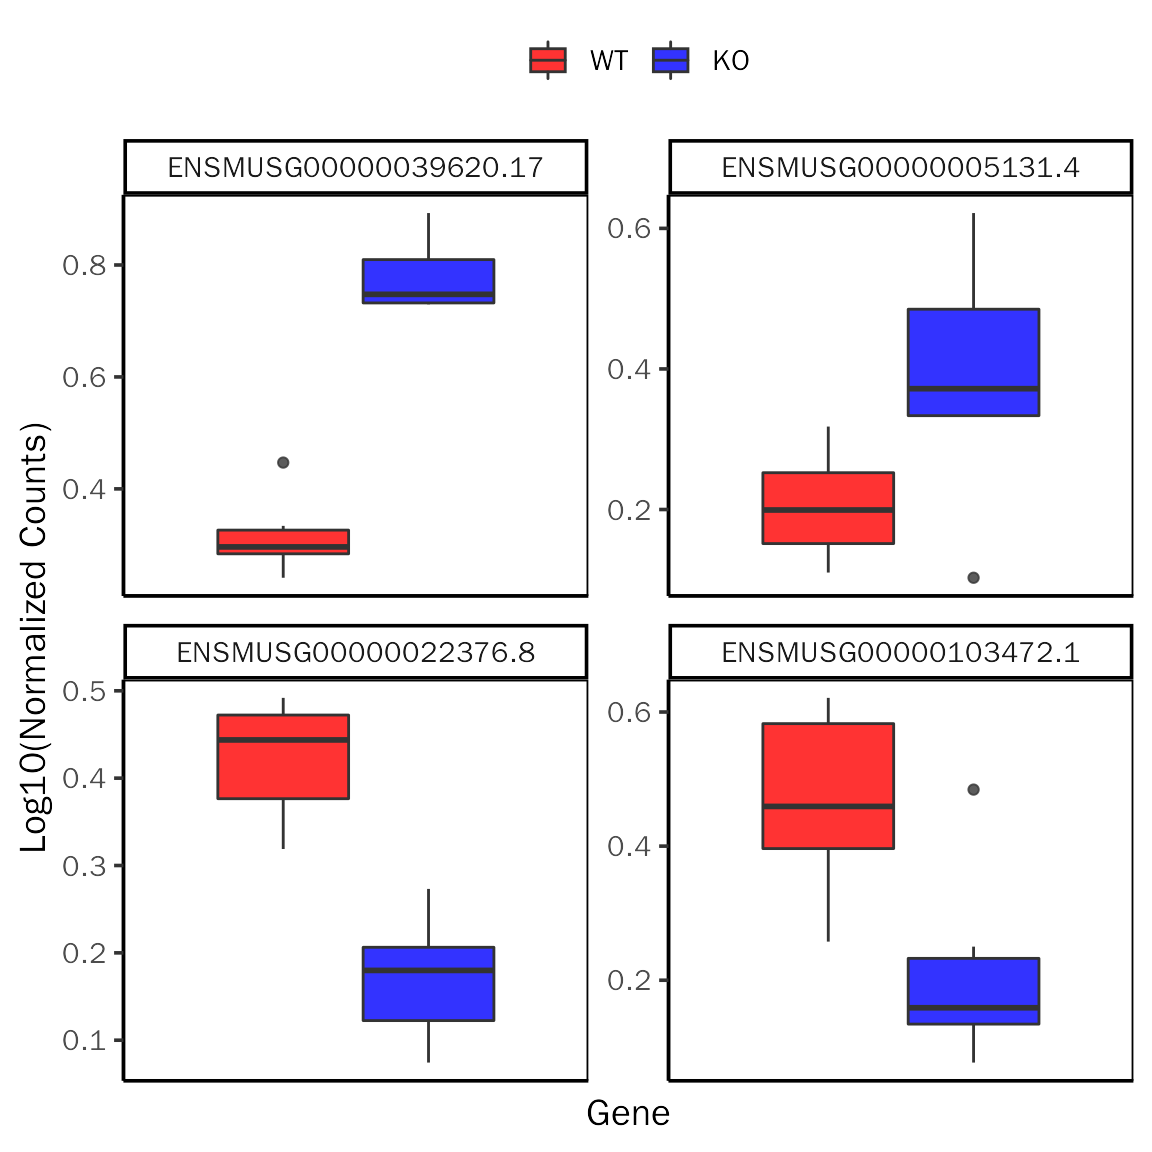 WT KO
ENSMUSG00000039620.17
ENSMUSG00000005131.4
0.8
0.6
0.4
0.6
0.4
0.2
Log10(Normalized Counts)
ENSMUSG00000022376.8
ENSMUSG00000103472.1
0.5
0.4
0.3
0.2
0.1
0.6
0.4
0.2
Gene